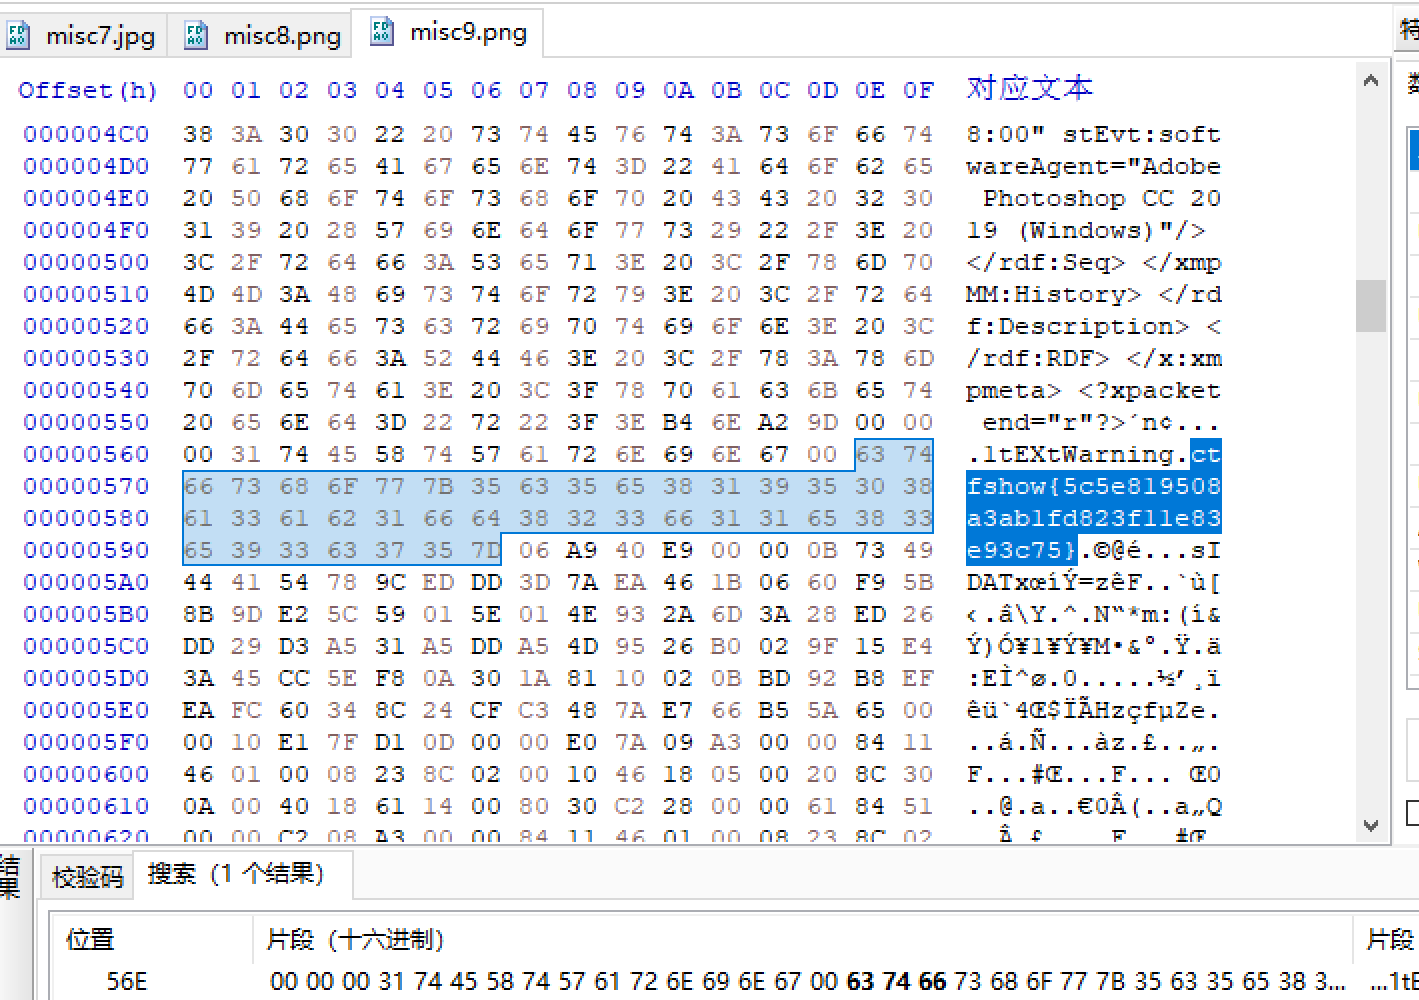 misc7.jpg misc8.png misc9.png 特
Offset(h) 00 01 02 03 04 05 06 07 08 09 0A 0B 0C 0D 0E 0F 对应文本
000004C0 38 3A 30 30 22 20 73 74 45 76 74 3A 73 6F 66 74 8:00" stEvt:soft
000004D0 77 61 72 65 41 67 65 6E 74 3D 22 41 64 6F 62 65 wareAgent="Adobe
000004E0 20 50 68 6F 74 6F 73 68 6F 70 20 43 43 20 32 30 Photoshop CC 20
000004F0 31 39 20 28 57 69 6E 64 6F 77 73 29 22 2F 3E 20 19 (Windows)"/>
00000500 3C 2F 72 64 66 3A 53 65 71 3E 20 3C 2F 78 6D 70 </rdf:Seq> </xmp
00000510 4D 4D 3A 48 69 73 74 6F 72 79 3E 20 3C 2F 72 64 MM:History> </rd
00000520 66 3A 44 65 73 63 72 69 70 74 69 6F 6E 3E 20 3C f:Description> <
00000530 2F 72 64 66 3A 52 44 46 3E 20 3C 2F 78 3A 78 6D /rdf:RDF> </x:xm
00000540 70 6D 65 74 61 3E 20 3C 3F 78 70 61 63 6B 65 74 pmeta> <?xpacket
00000550 20 65 6E 64 3D 22 72 22 3F 3E B4 6E A2 9D 00 00 end="r"?>´n¢...
00000560 00 31 74 45 58 74 57 61 72 6E 69 6E 67 00 63 74 .1tEXtWarning.ct
00000570 66 73 68 6F 77 7B 35 63 35 65 38 31 39 35 30 38 fshow{5c5e819508
00000580 61 33 61 62 31 66 64 38 32 33 66 31 31 65 38 33 a3ab1fd823f11e83
00000590 65 39 33 63 37 35 7D 06 A9 40 E9 00 00 0B 73 49 e93c75}.©@é...sI
000005A0 44 41 54 78 9C ED DD 3D 7A EA 46 1B 06 60 F9 5B DATxœíÝ=zêF..`ù[
000005B0 8B 9D E2 5C 59 01 5E 01 4E 93 2A 6D 3A 28 ED 26 ‹.â\Y.^.N“*m:(í&
000005C0 DD 29 D3 A5 31 A5 DD A5 4D 95 26 B0 02 9F 15 E4 Ý)Ó¥1¥Ý¥M•&°.Ÿ.ä
000005D0 3A 45 CC 5E F8 0A 30 1A 81 10 02 0B BD 92 B8 EF :EÌ^ø.0.....½’¸ï
000005E0 EA FC 60 34 8C 24 CF C3 48 7A E7 66 B5 5A 65 00 êü`4Œ$ÏÃHzçfµZe.
000005F0 00 10 E1 7F D1 0D 00 00 E0 7A 09 A3 00 00 84 11 ..á.Ñ...àz.£..„.
00000600 46 01 00 08 23 8C 02 00 10 46 18 05 00 20 8C 30 F...#Œ...F... Œ0
00000610 0A 00 40 18 61 14 00 80 30 C2 28 00 00 61 84 51 ..@.a..€0Â(..a„Q
00000620 00 00 C2 08 A3 00 00 84 11 46 01 00 08 23 8C 02
结果
校验码 搜索（1 个结果）
位置 片段（十六进制） 片段
56E 00 00 00 31 74 45 58 74 57 61 72 6E 69 6E 67 00 63 74 66 73 68 6F 77 7B 35 63 35 65 38 3... ...1tE